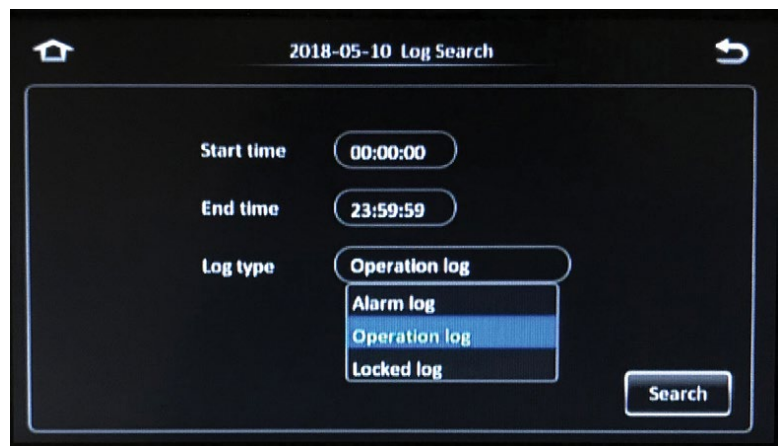 2018-05-10 Log Search
Start time 00:00:00
End time 23:59:59
Log type Operation log
Alarm log
Operation log
Locked log
Search